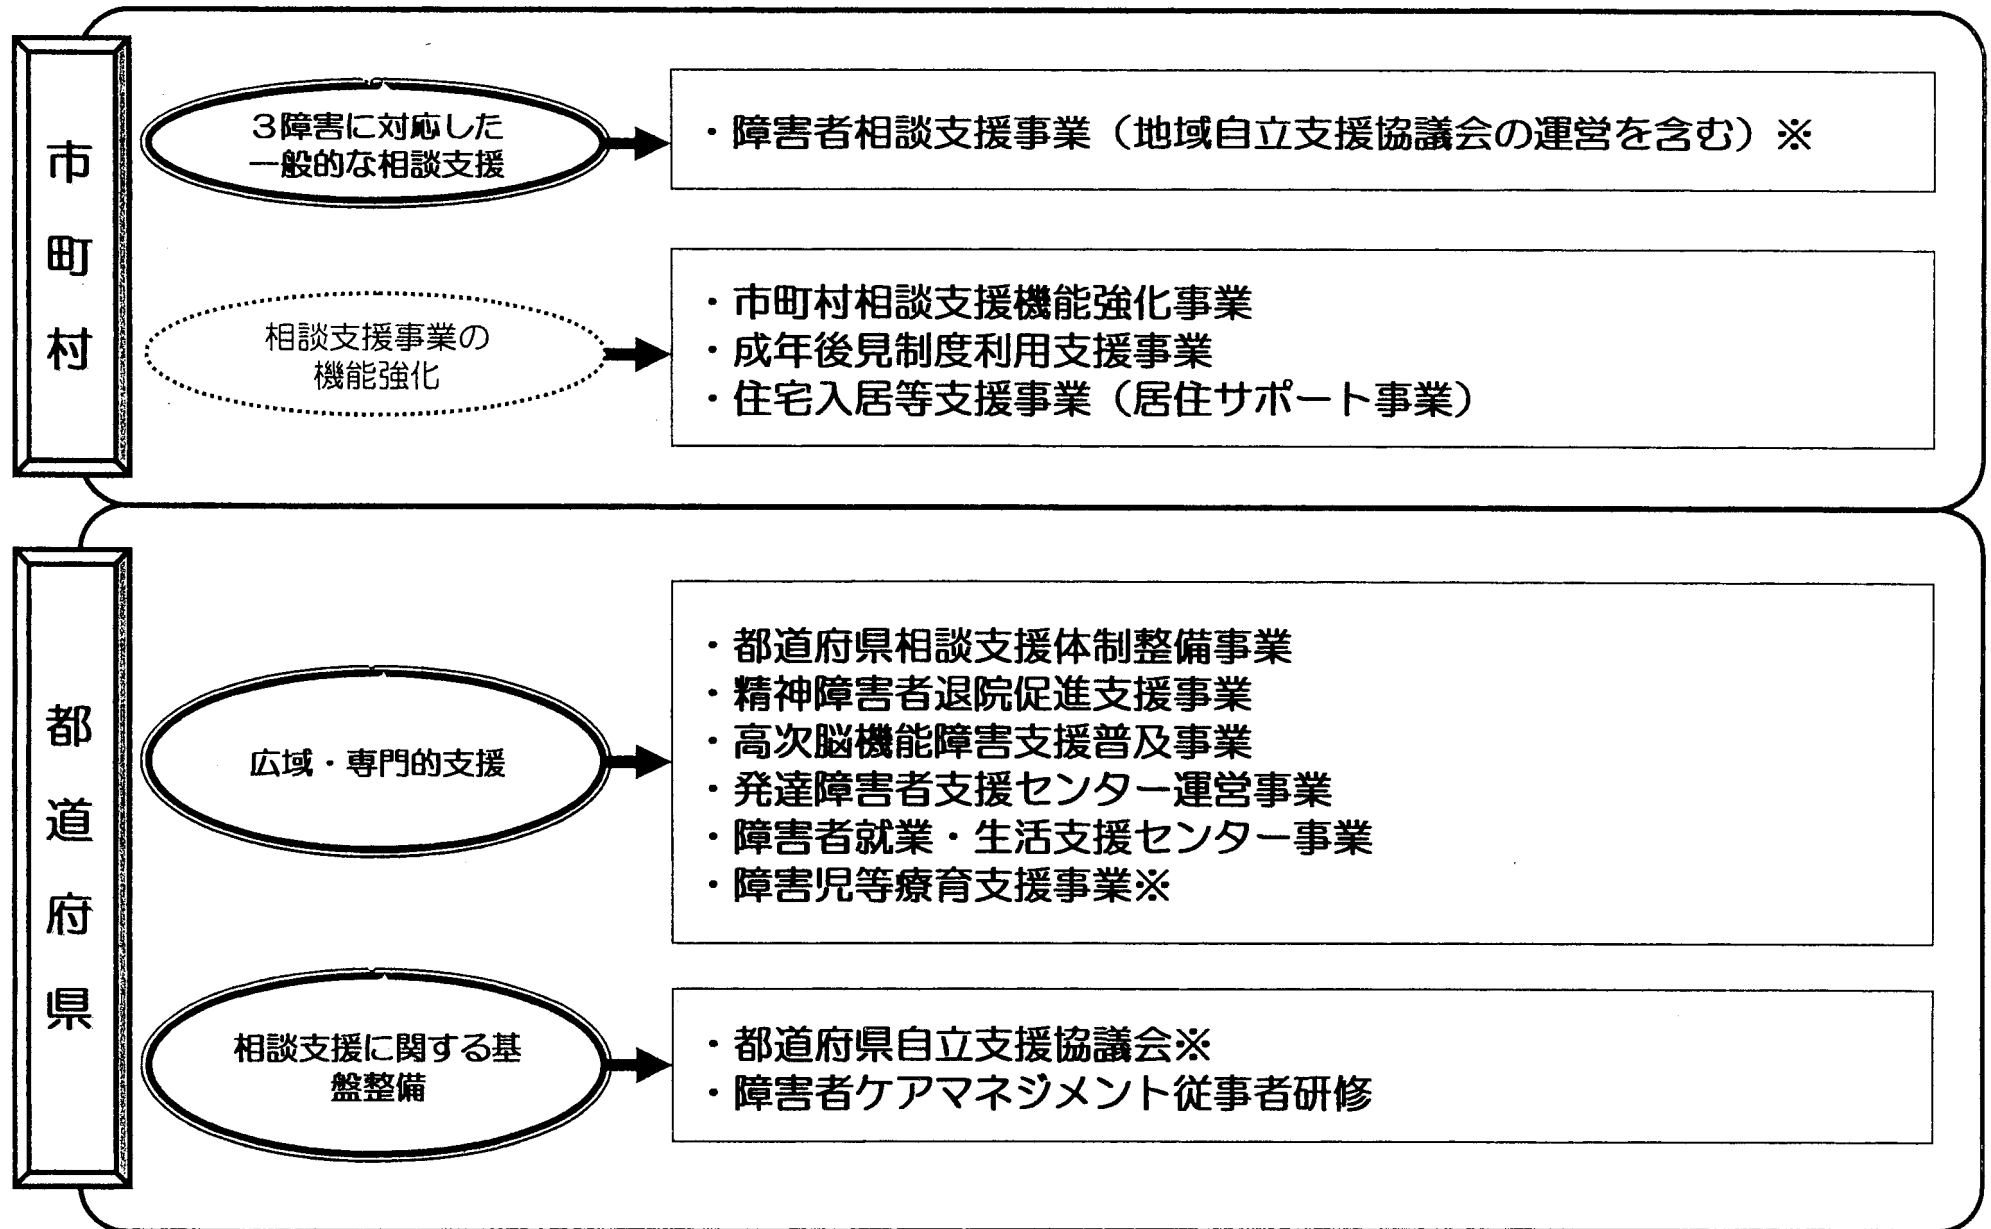 市町村
3障害に対応した
一般的な相談支援
・障害者相談支援事業（地域自立支援協議会の運営を含む）※
相談支援事業の
機能強化
・市町村相談支援機能強化事業
・成年後見制度利用支援事業
・住宅入居等支援事業（居住サポート事業）
都道府県
広域・専門的支援
・都道府県相談支援体制整備事業
・精神障害者退院促進支援事業
・高次脳機能障害支援普及事業
・発達障害者支援センター運営事業
・障害者就業・生活支援センター事業
・障害児等療育支援事業※
相談支援に関する基
盤整備
・都道府県自立支援協議会※
・障害者ケアマネジメント従事者研修